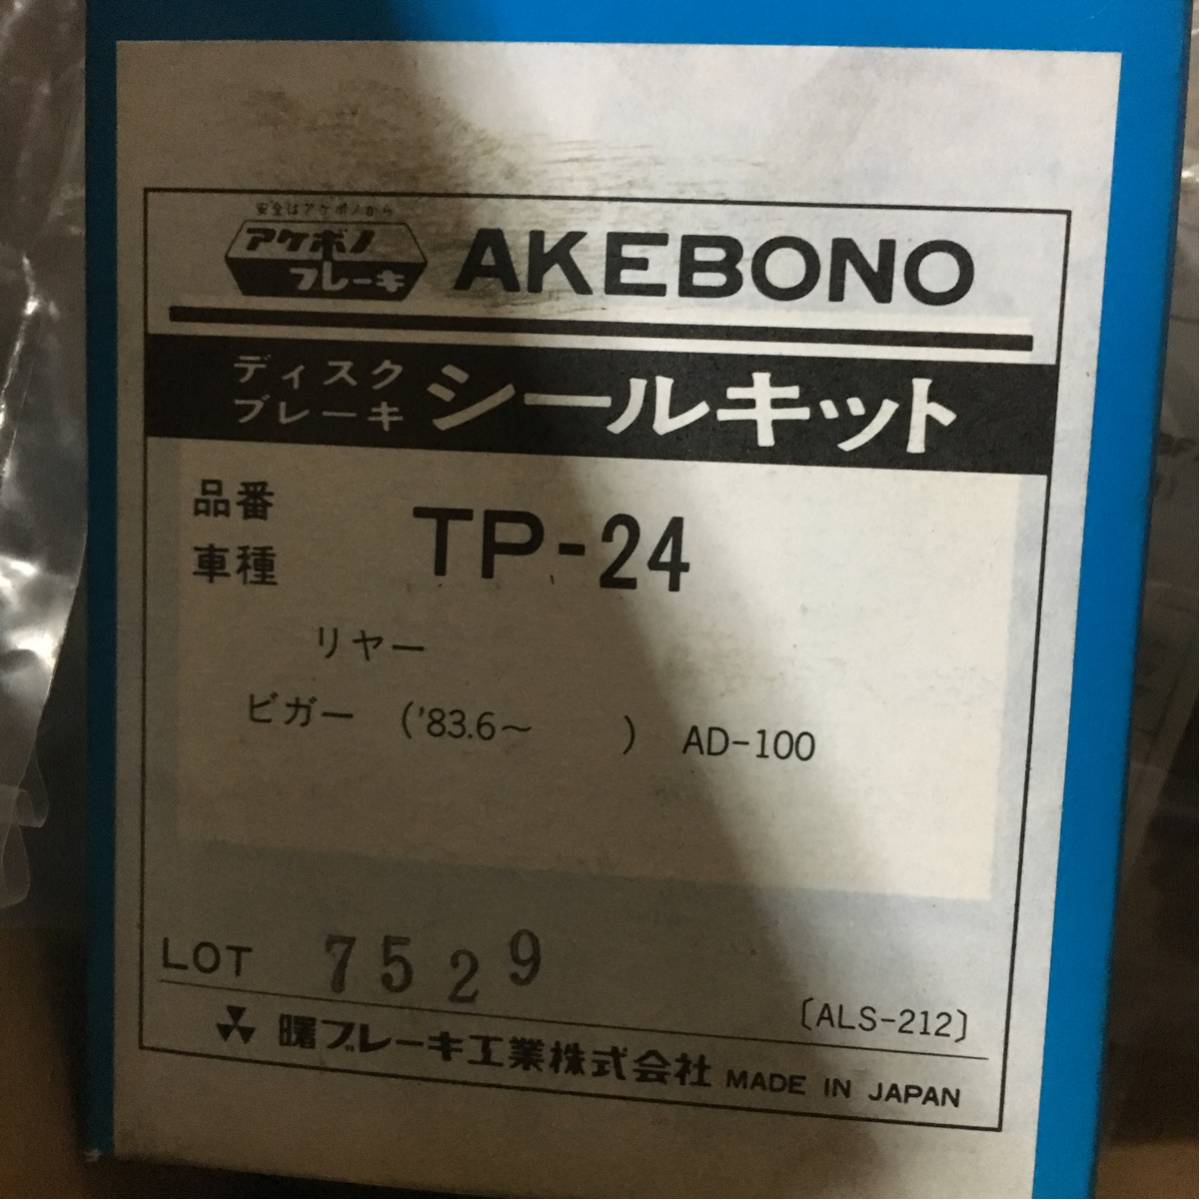 安全はアケボノから
アケボノ
ブレーキ
AKEBONO
ディスク
ブレーキ
シールキット
品番
車種
TP-24
リヤー
ビガー ('83.6～ ) AD-100
LOT 7529
〔ALS-212〕
曙ブレーキ工業株式会社 MADE IN JAPAN